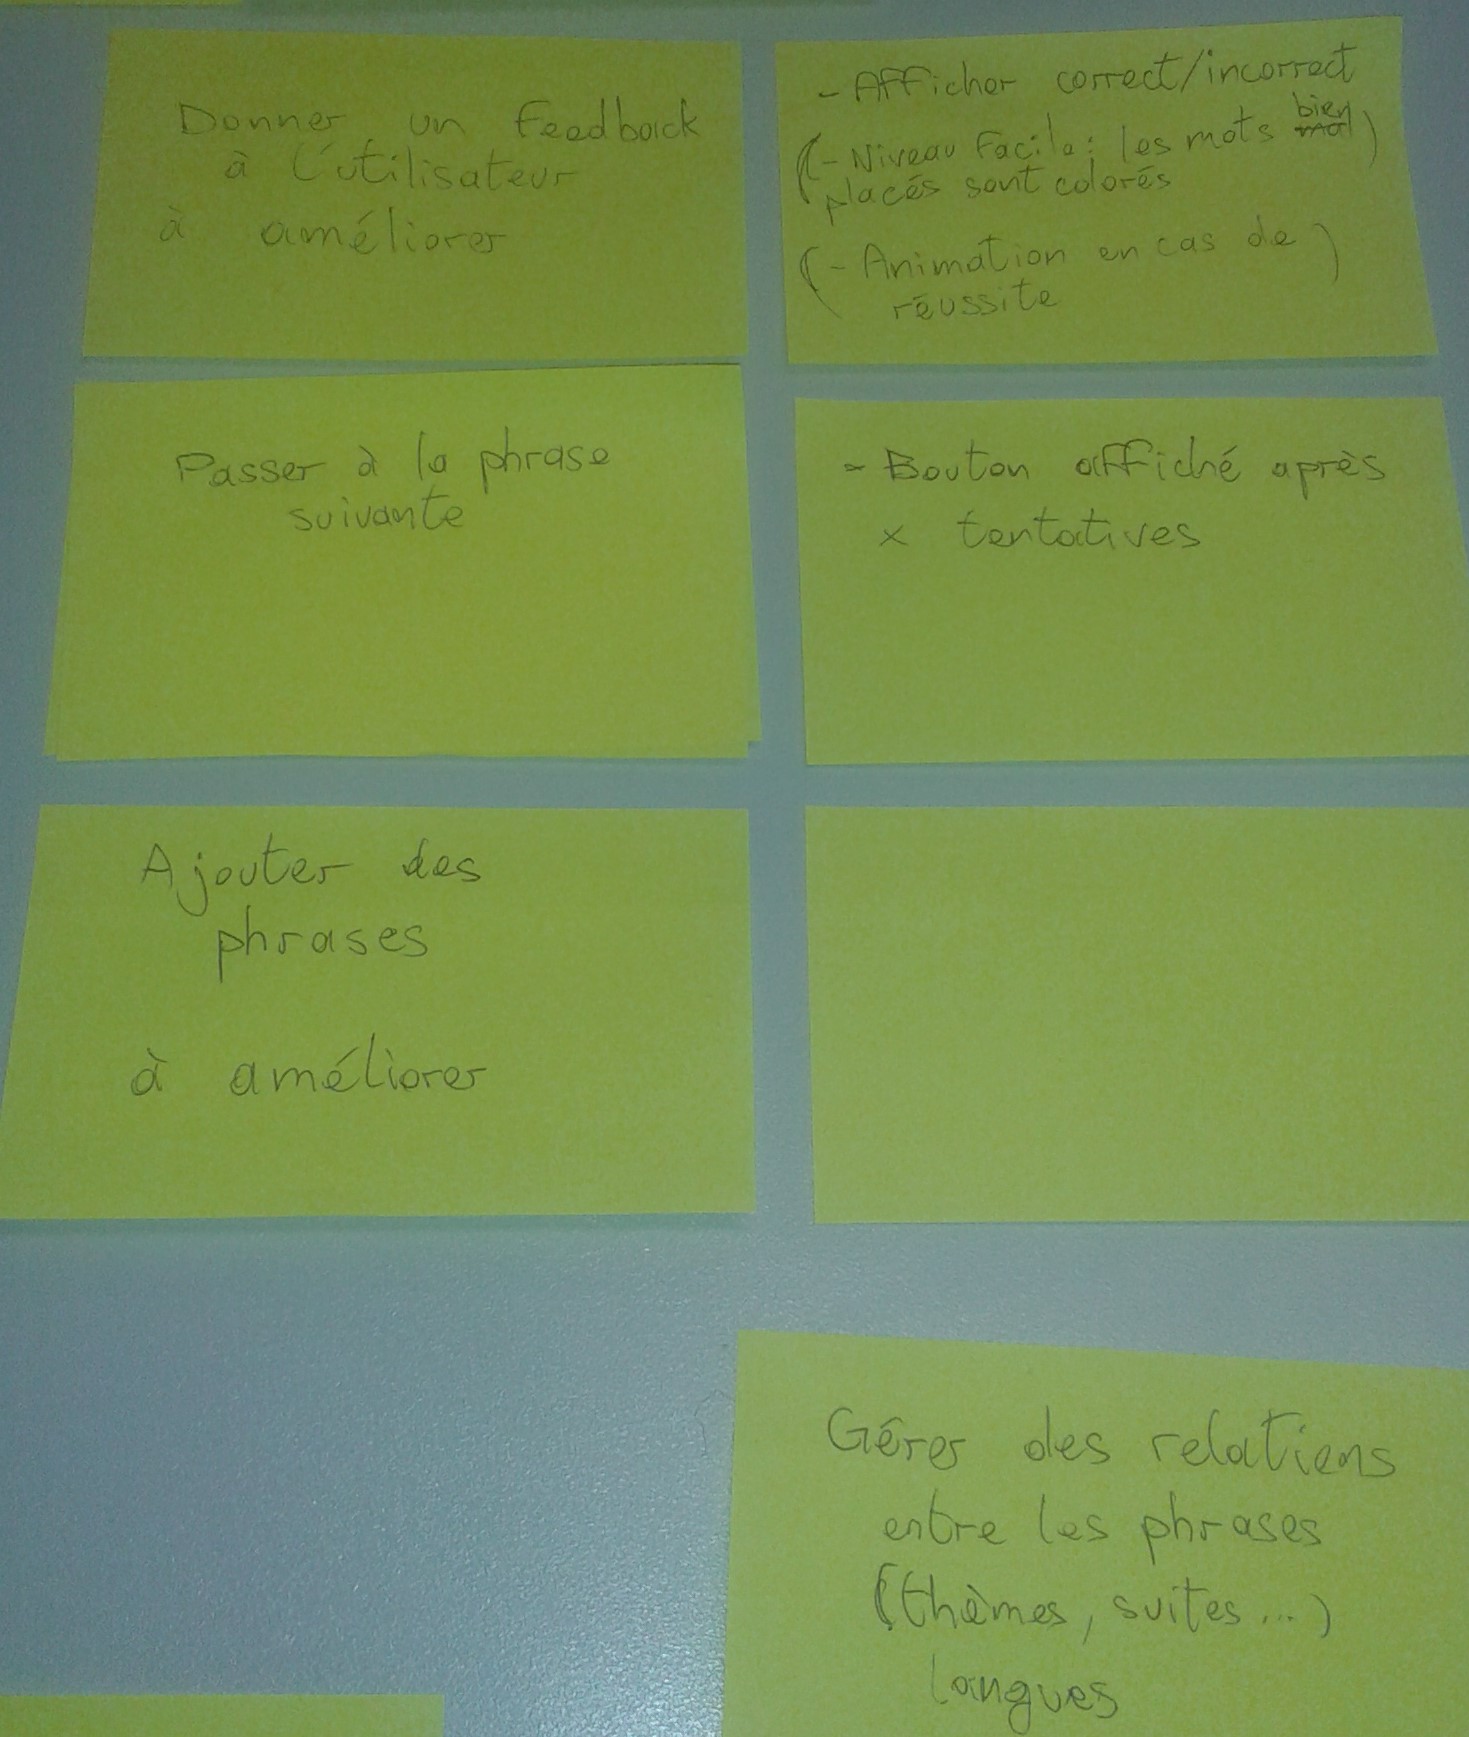 Donner un feedback
à l'utilisateur
à améliorer
- Afficher correct/incorrect
(- Niveau facile : les mots bien mal)
placés sont colorés
(- Animation en cas de )
réussite
Passer à la phrase
suivante
- Bouton affiché après
x tentatives
Ajouter des
phrases
à améliorer
Gérer des relations
entre les phrases
(thèmes, suites ...)
langues